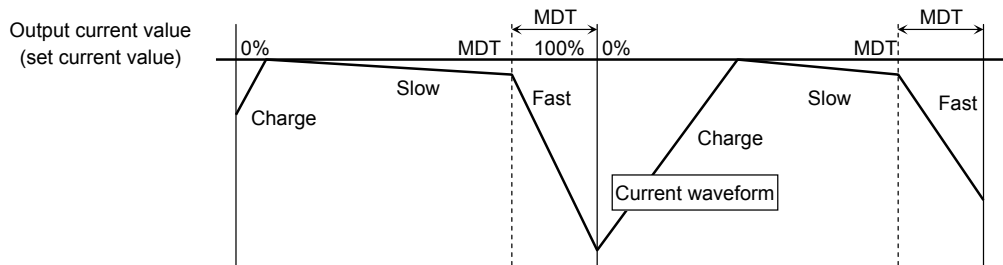 MDT
MDT
Output current value
(set current value)
0%
MDT
100%
0%
MDT
Slow
Fast
Slow
Fast
Charge
Charge
Current waveform